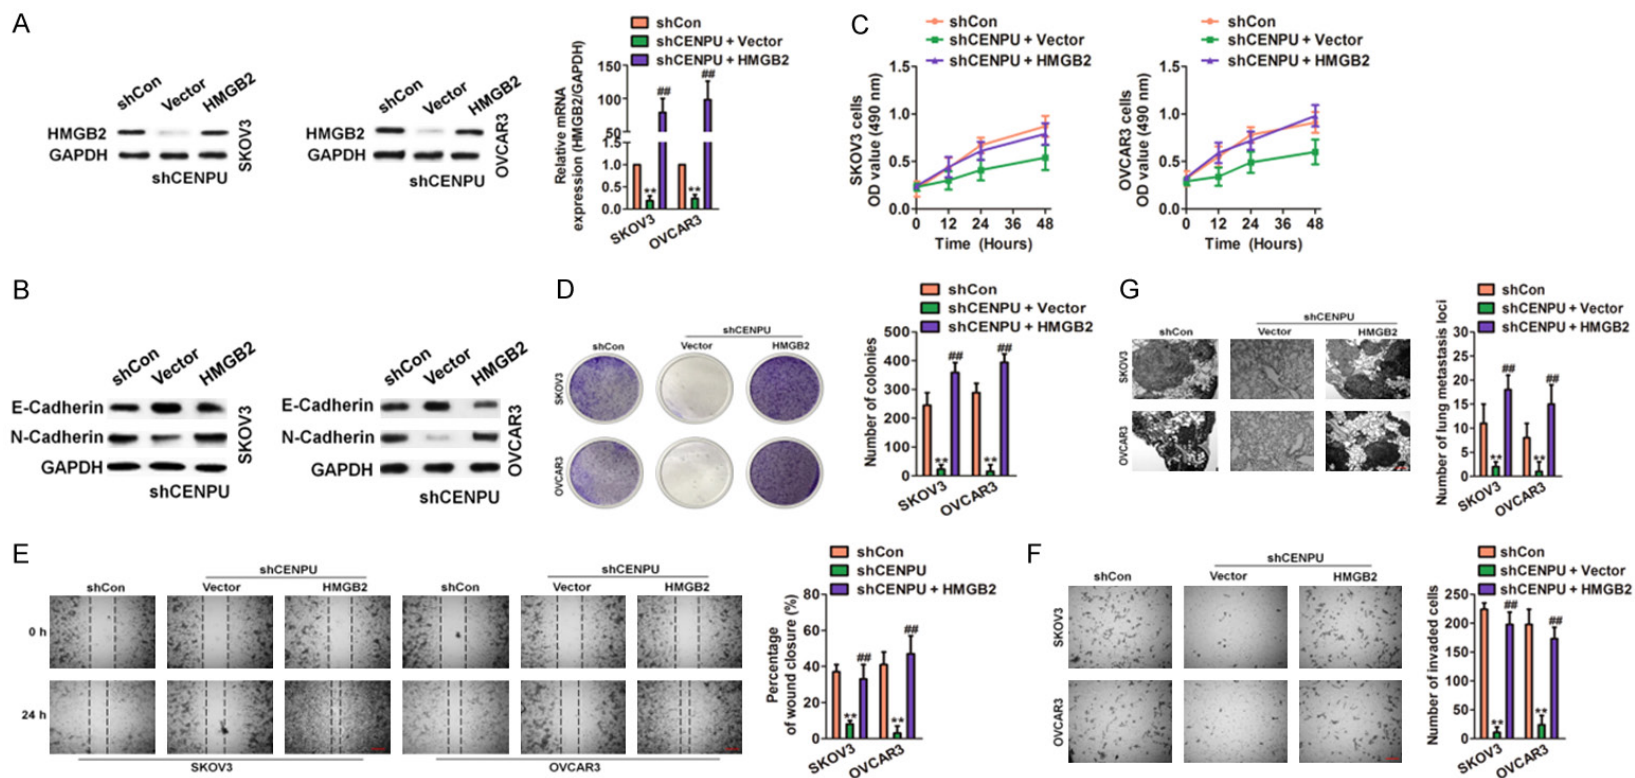 A
shCon
Vector
HMGB2
HMGB2
GAPDH
SKOV3
shCENPU
shCon
Vector
HMGB2
HMGB2
GAPDH
OVCAR3
shCENPU
shCon
shCENPU + Vector
shCENPU + HMGB2
Relative mRNA
expression (HMGB2/GAPDH)
150
100
50
1.5
1.0
0.5
0.0
##
##
**
**
SKOV3
OVCAR3
C
shCon
shCENPU + Vector
shCENPU + HMGB2
SKOV3 cells
OD value (490 nm)
1.5
1.0
0.5
0.0
0 12 24 36 48
Time (Hours)
shCon
shCENPU + Vector
shCENPU + HMGB2
OVCAR3 cells
OD value (490 nm)
1.5
1.0
0.5
0.0
0 12 24 36 48
Time (Hours)
B
shCon
Vector
HMGB2
E-Cadherin
N-Cadherin
GAPDH
SKOV3
shCENPU
shCon
Vector
HMGB2
E-Cadherin
N-Cadherin
GAPDH
OVCAR3
shCENPU
D
shCENPU
shCon
Vector
HMGB2
SKOV3
OVCAR3
shCon
shCENPU + Vector
shCENPU + HMGB2
Number of colonies
500
400
300
200
100
0
##
##
**
**
SKOV3
OVCAR3
G
shCENPU
shCon
Vector
HMGB2
SKOV3
OVCAR3
shCon
shCENPU + Vector
shCENPU + HMGB2
Number of lung metastasis loci
30
25
20
15
10
5
0
##
##
**
**
SKOV3
OVCAR3
E
shCENPU
shCENPU
shCon
Vector
HMGB2
shCon
Vector
HMGB2
0 h
24 h
SKOV3
OVCAR3
shCon
shCENPU
shCENPU + HMGB2
Percentage
of wound closure (%)
80
60
40
20
0
##
##
**
**
SKOV3
OVCAR3
F
shCENPU
shCon
Vector
HMGB2
SKOV3
OVCAR3
shCon
shCENPU + Vector
shCENPU + HMGB2
Number of invaded cells
250
200
150
100
50
0
##
##
**
**
SKOV3
OVCAR3